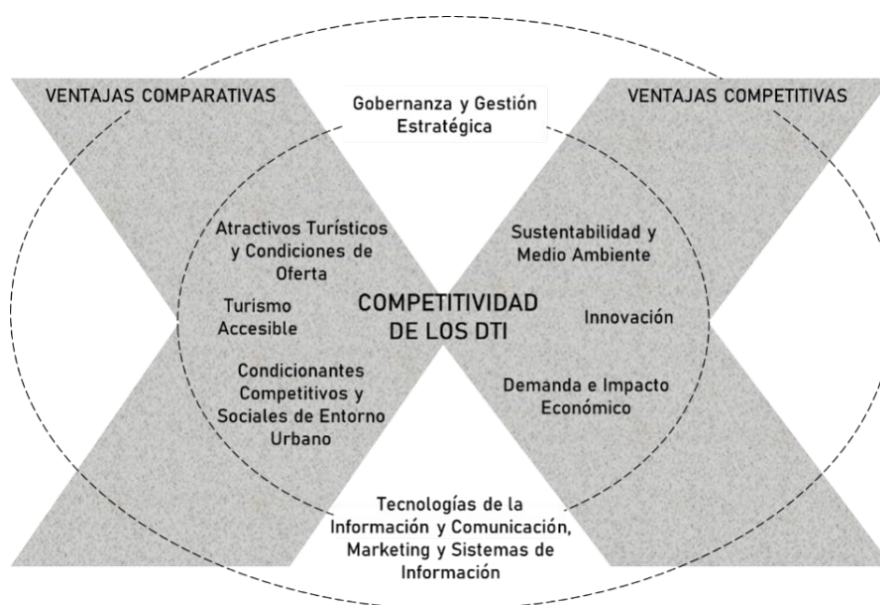 VENTAJAS COMPARATIVAS
VENTAJAS COMPETITIVAS
Gobernanza y Gestión
Estratégica
Atractivos Turísticos
y Condiciones de
Oferta
Turismo
Accesible
Condicionantes
Competitivos y
Sociales de Entorno
Urbano
COMPETITIVIDAD
DE LOS DTI
Sustentabilidad y
Medio Ambiente
Innovación
Demanda e Impacto
Económico
Tecnologías de la
Información y Comunicación,
Marketing y Sistemas de
Información